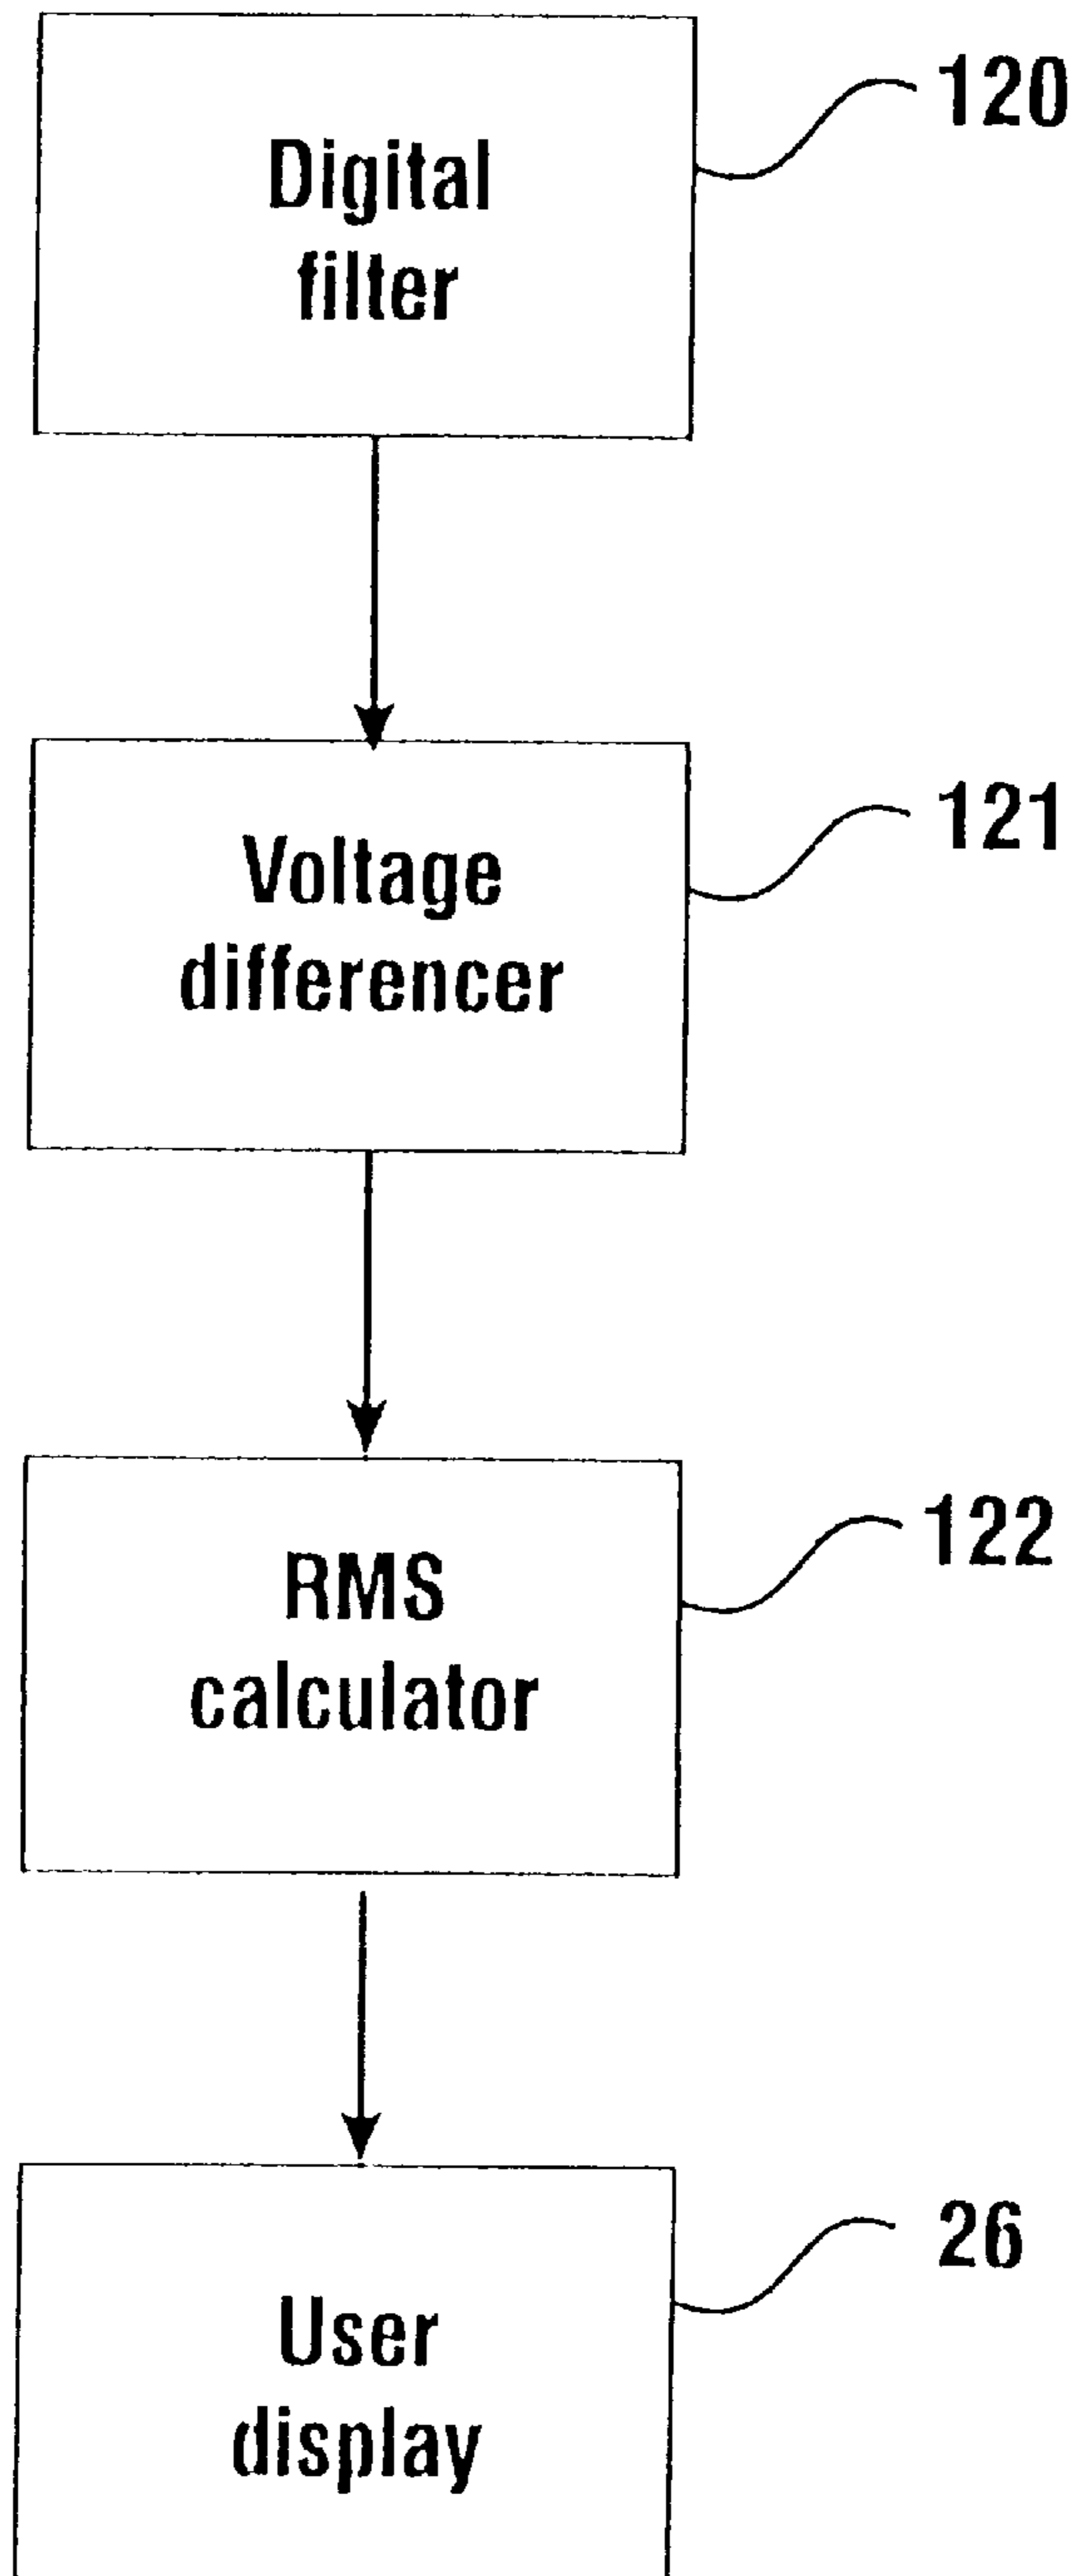 Digital
filter
120
Voltage
differencer
121
RMS
calculator
122
User
display
26